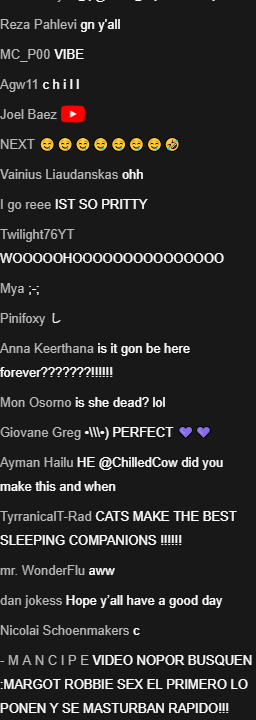 Reza Pahlevi gn y'all
MC_P00 VIBE
Agw11 c h i l l
Joel Baez
NEXT 😋😋😋😋😋😋😋🤣
Vainius Liaudanskas ohh
I go reee IST SO PRITTY
Twilight76YT
WOOOOOHOOOOOOOOOOOOOOO
Mya ;-;
Pinifoxy し
Anna Keerthana is it gon be here
forever???????!!!!!!
Mon Osorno is she dead? lol
Giovane Greg •\\\•) PERFECT 💜💜
Ayman Hailu HE @ChilledCow did you
make this and when
TyrranicalT-Rad CATS MAKE THE BEST
SLEEPING COMPANIONS !!!!!!
mr. WonderFlu aww
dan jokess Hope y'all have a good day
Nicolai Schoenmakers c
- M A N C I P E VIDEO NOPOR BUSQUEN
:MARGOT ROBBIE SEX EL PRIMERO LO
PONEN Y SE MASTURBAN RAPIDO!!!